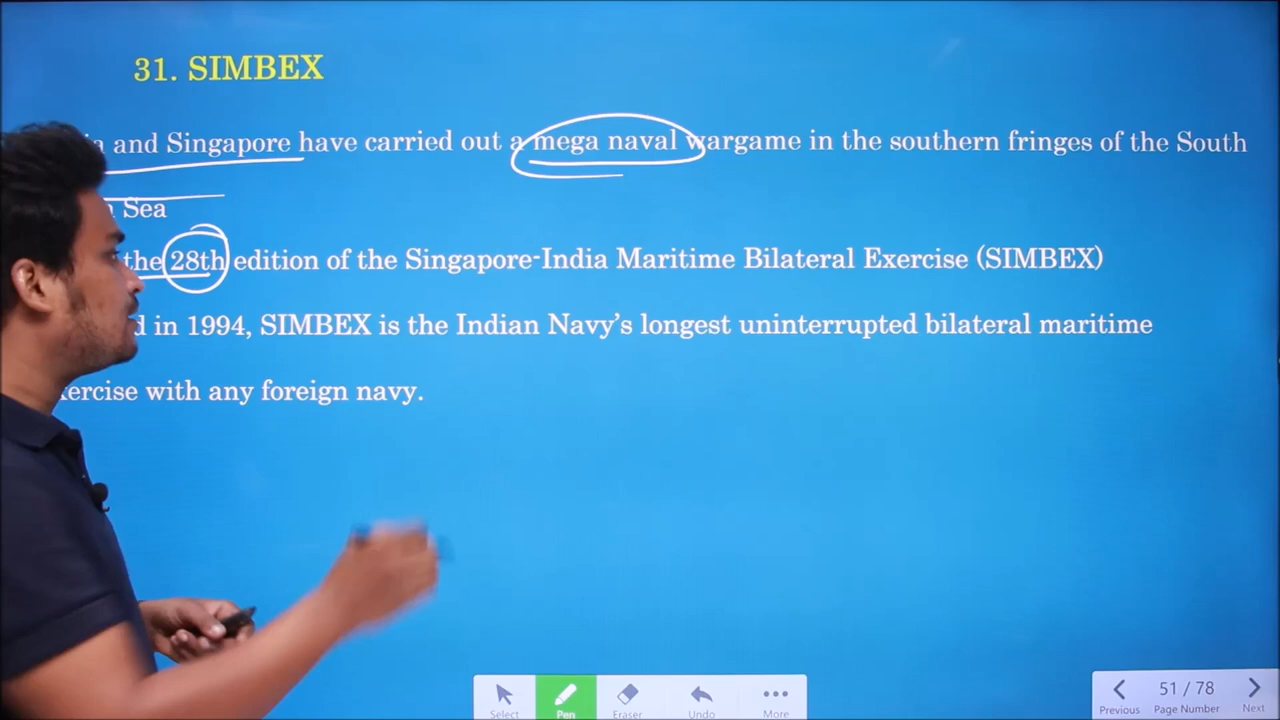 31. SIMBEX
and Singapore have carried out a mega naval wargame in the southern fringes of the South
Sea
the 28th edition of the Singapore-India Maritime Bilateral Exercise (SIMBEX)
in 1994, SIMBEX is the Indian Navy's longest uninterrupted bilateral maritime
exercise with any foreign navy.
Select Pen Eraser Undo More
Previous 51 / 78 Page Number Next